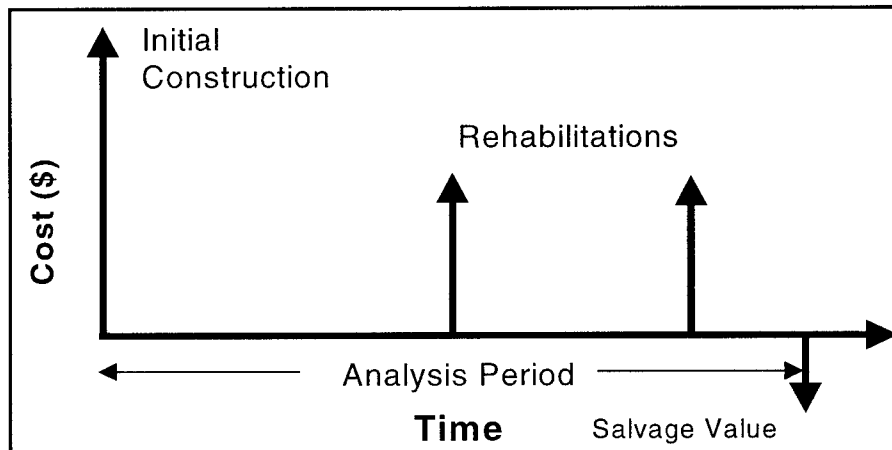 Initial
Construction
Rehabilitations
Cost ($)
Analysis Period
Time
Salvage Value